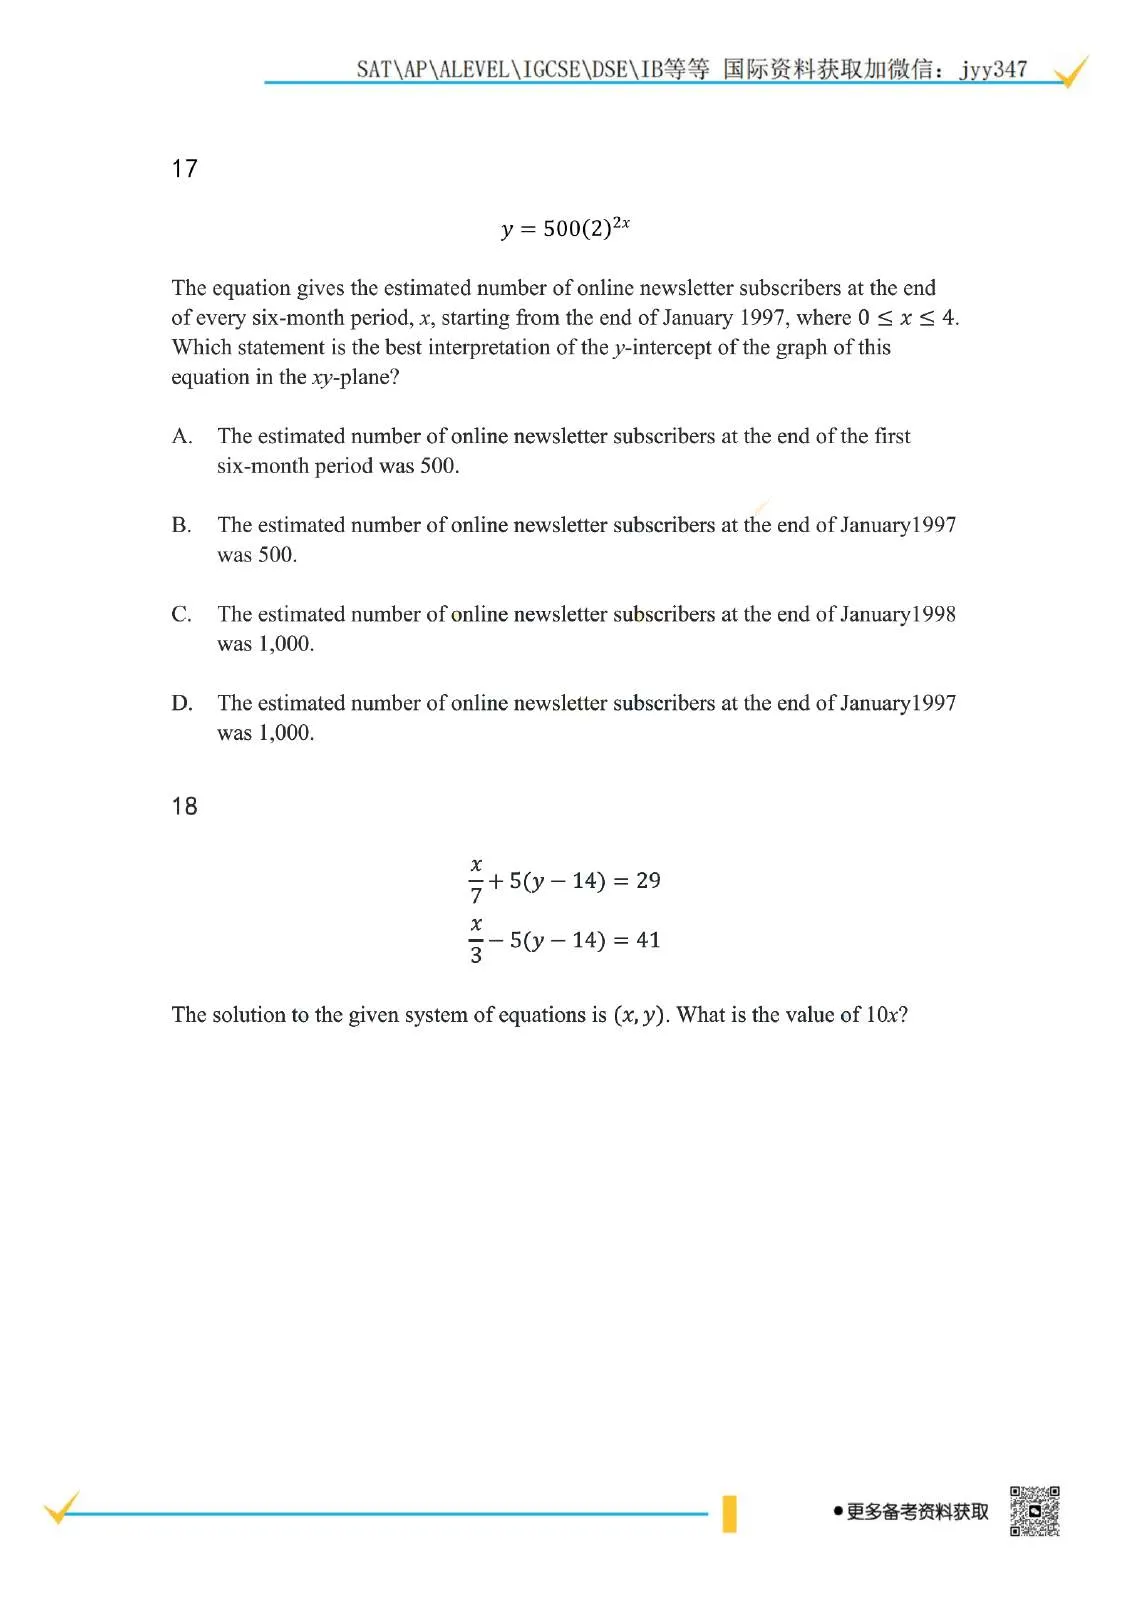 SAT\AP\ALEVEL\IGCSE\DSE\IB等等 国际资料获取加微信：jyy347
17
y = 500(2)^{2x}
The equation gives the estimated number of online newsletter subscribers at the end
of every six-month period, x, starting from the end of January 1997, where 0 ≤ x ≤ 4.
Which statement is the best interpretation of the y-intercept of the graph of this
equation in the xy-plane?
A. The estimated number of online newsletter subscribers at the end of the first
six-month period was 500.
B. The estimated number of online newsletter subscribers at the end of January1997
was 500.
C. The estimated number of online newsletter subscribers at the end of January1998
was 1,000.
D. The estimated number of online newsletter subscribers at the end of January1997
was 1,000.
18
x/7 + 5(y − 14) = 29
x/3 − 5(y − 14) = 41
The solution to the given system of equations is (x, y). What is the value of 10x?
●更多备考资料获取